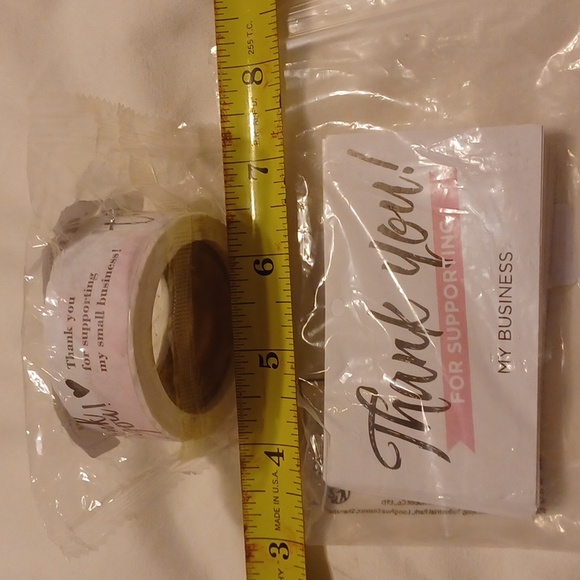 Thank you
for supporting
my small business!
255 T.C.
8
7
6
5
4
MADE IN U.S.A.
3
Thank You!
FOR SUPPORTING
MY BUSINESS